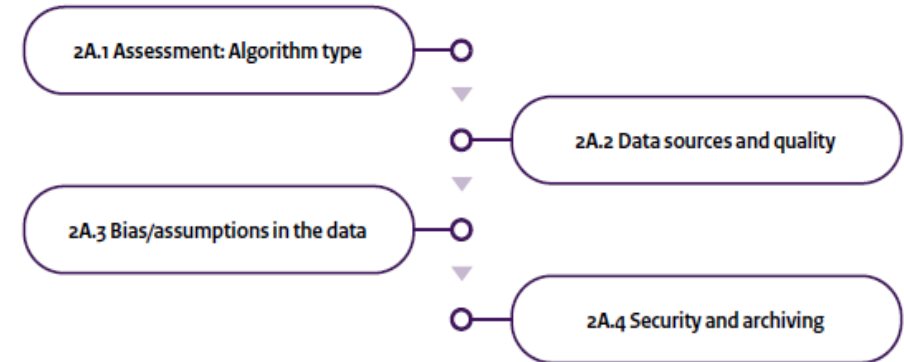 2A.1 Assessment: Algorithm type
2A.2 Data sources and quality
2A.3 Bias/assumptions in the data
2A.4 Security and archiving